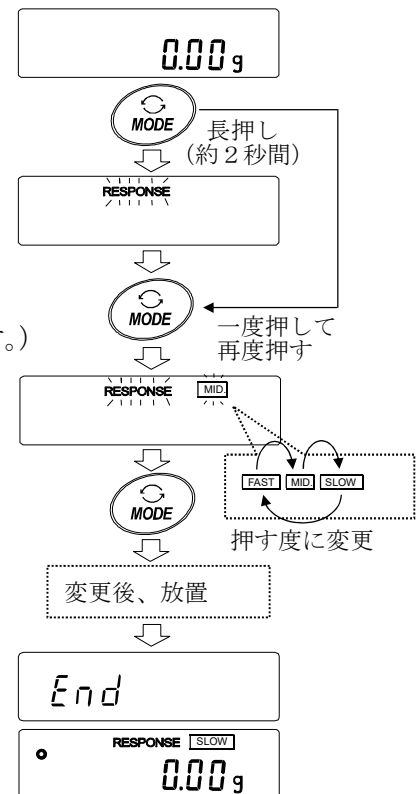 0.00 g
MODE
長押し
(約2秒間)
RESPONSE
MODE
一度押して
再度押す
す。)
RESPONSE MID
FAST MID. SLOW
MODE
押す度に変更
変更後、放置
End
RESPONSE SLOW
0.00 g